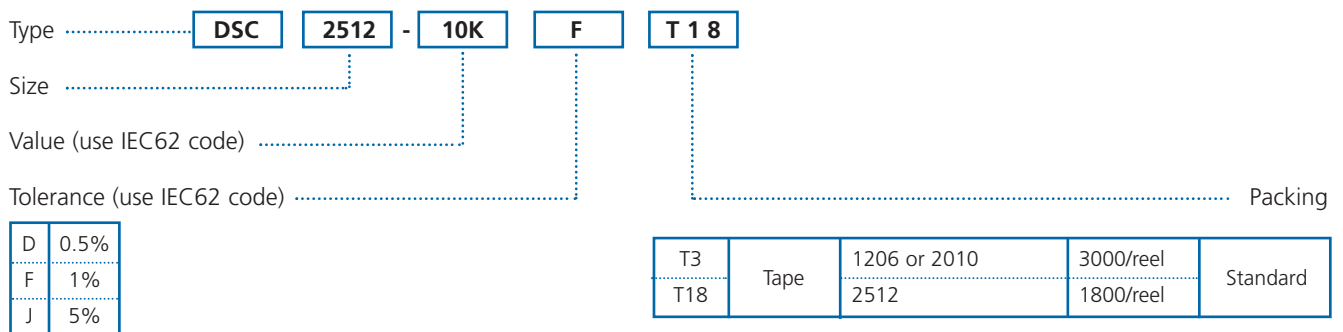 Type DSC 2512 - 10K F T 1 8
Size
Value (use IEC62 code)
Tolerance (use IEC62 code) Packing
D 0.5%
F 1%
J 5%
T3 Tape 1206 or 2010 3000/reel Standard
T18 2512 1800/reel